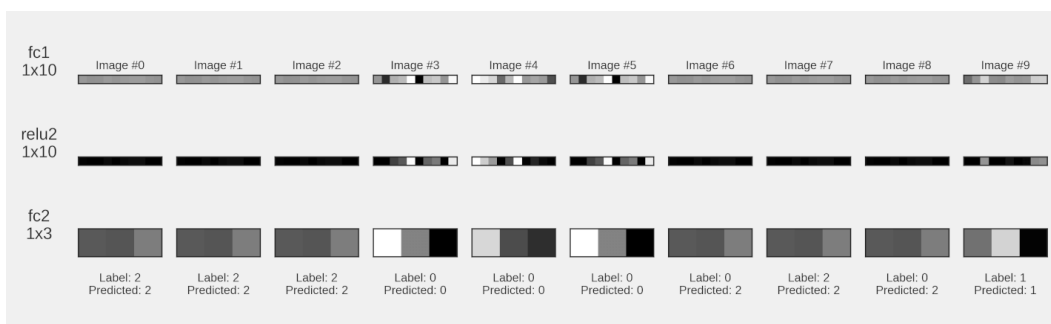 fc1
1x10
Image #0 Image #1 Image #2 Image #3 Image #4 Image #5 Image #6 Image #7 Image #8 Image #9
relu2
1x10
fc2
1x3
Label: 2 Label: 2 Label: 2 Label: 0 Label: 0 Label: 0 Label: 0 Label: 2 Label: 0 Label: 1
Predicted: 2 Predicted: 2 Predicted: 2 Predicted: 0 Predicted: 0 Predicted: 0 Predicted: 2 Predicted: 2 Predicted: 2 Predicted: 1